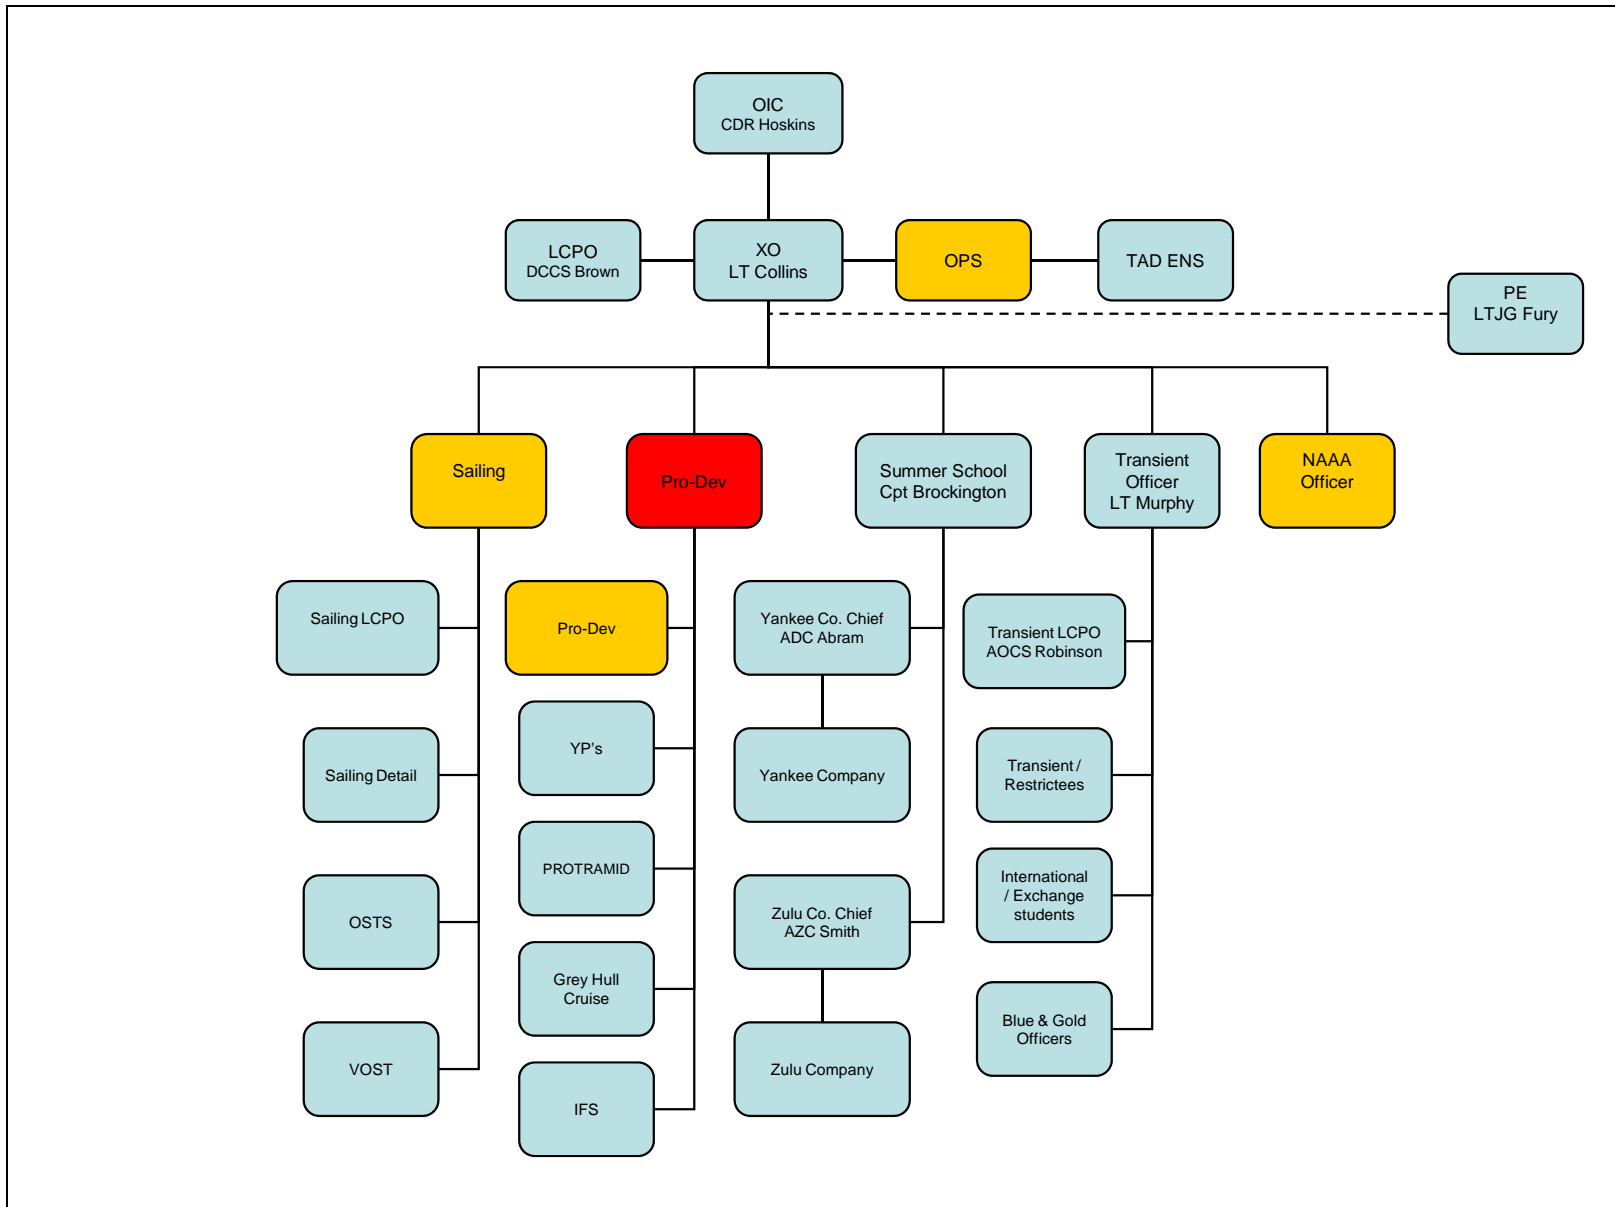 OIC
CDR Hoskins
LCPO
DCCS Brown
XO
LT Collins
OPS
TAD ENS
PE
LTJG Fury
Sailing
Pro-Dev
Summer School
Cpt Brockington
Transient
Officer
LT Murphy
NAAA
Officer
Sailing LCPO
Sailing Detail
OSTS
VOST
Pro-Dev
YP's
PROTRAMID
Grey Hull
Cruise
IFS
Yankee Co. Chief
ADC Abram
Yankee Company
Zulu Co. Chief
AZC Smith
Zulu Company
Transient LCPO
AOCS Robinson
Transient /
Restrictees
International
/ Exchange
students
Blue & Gold
Officers